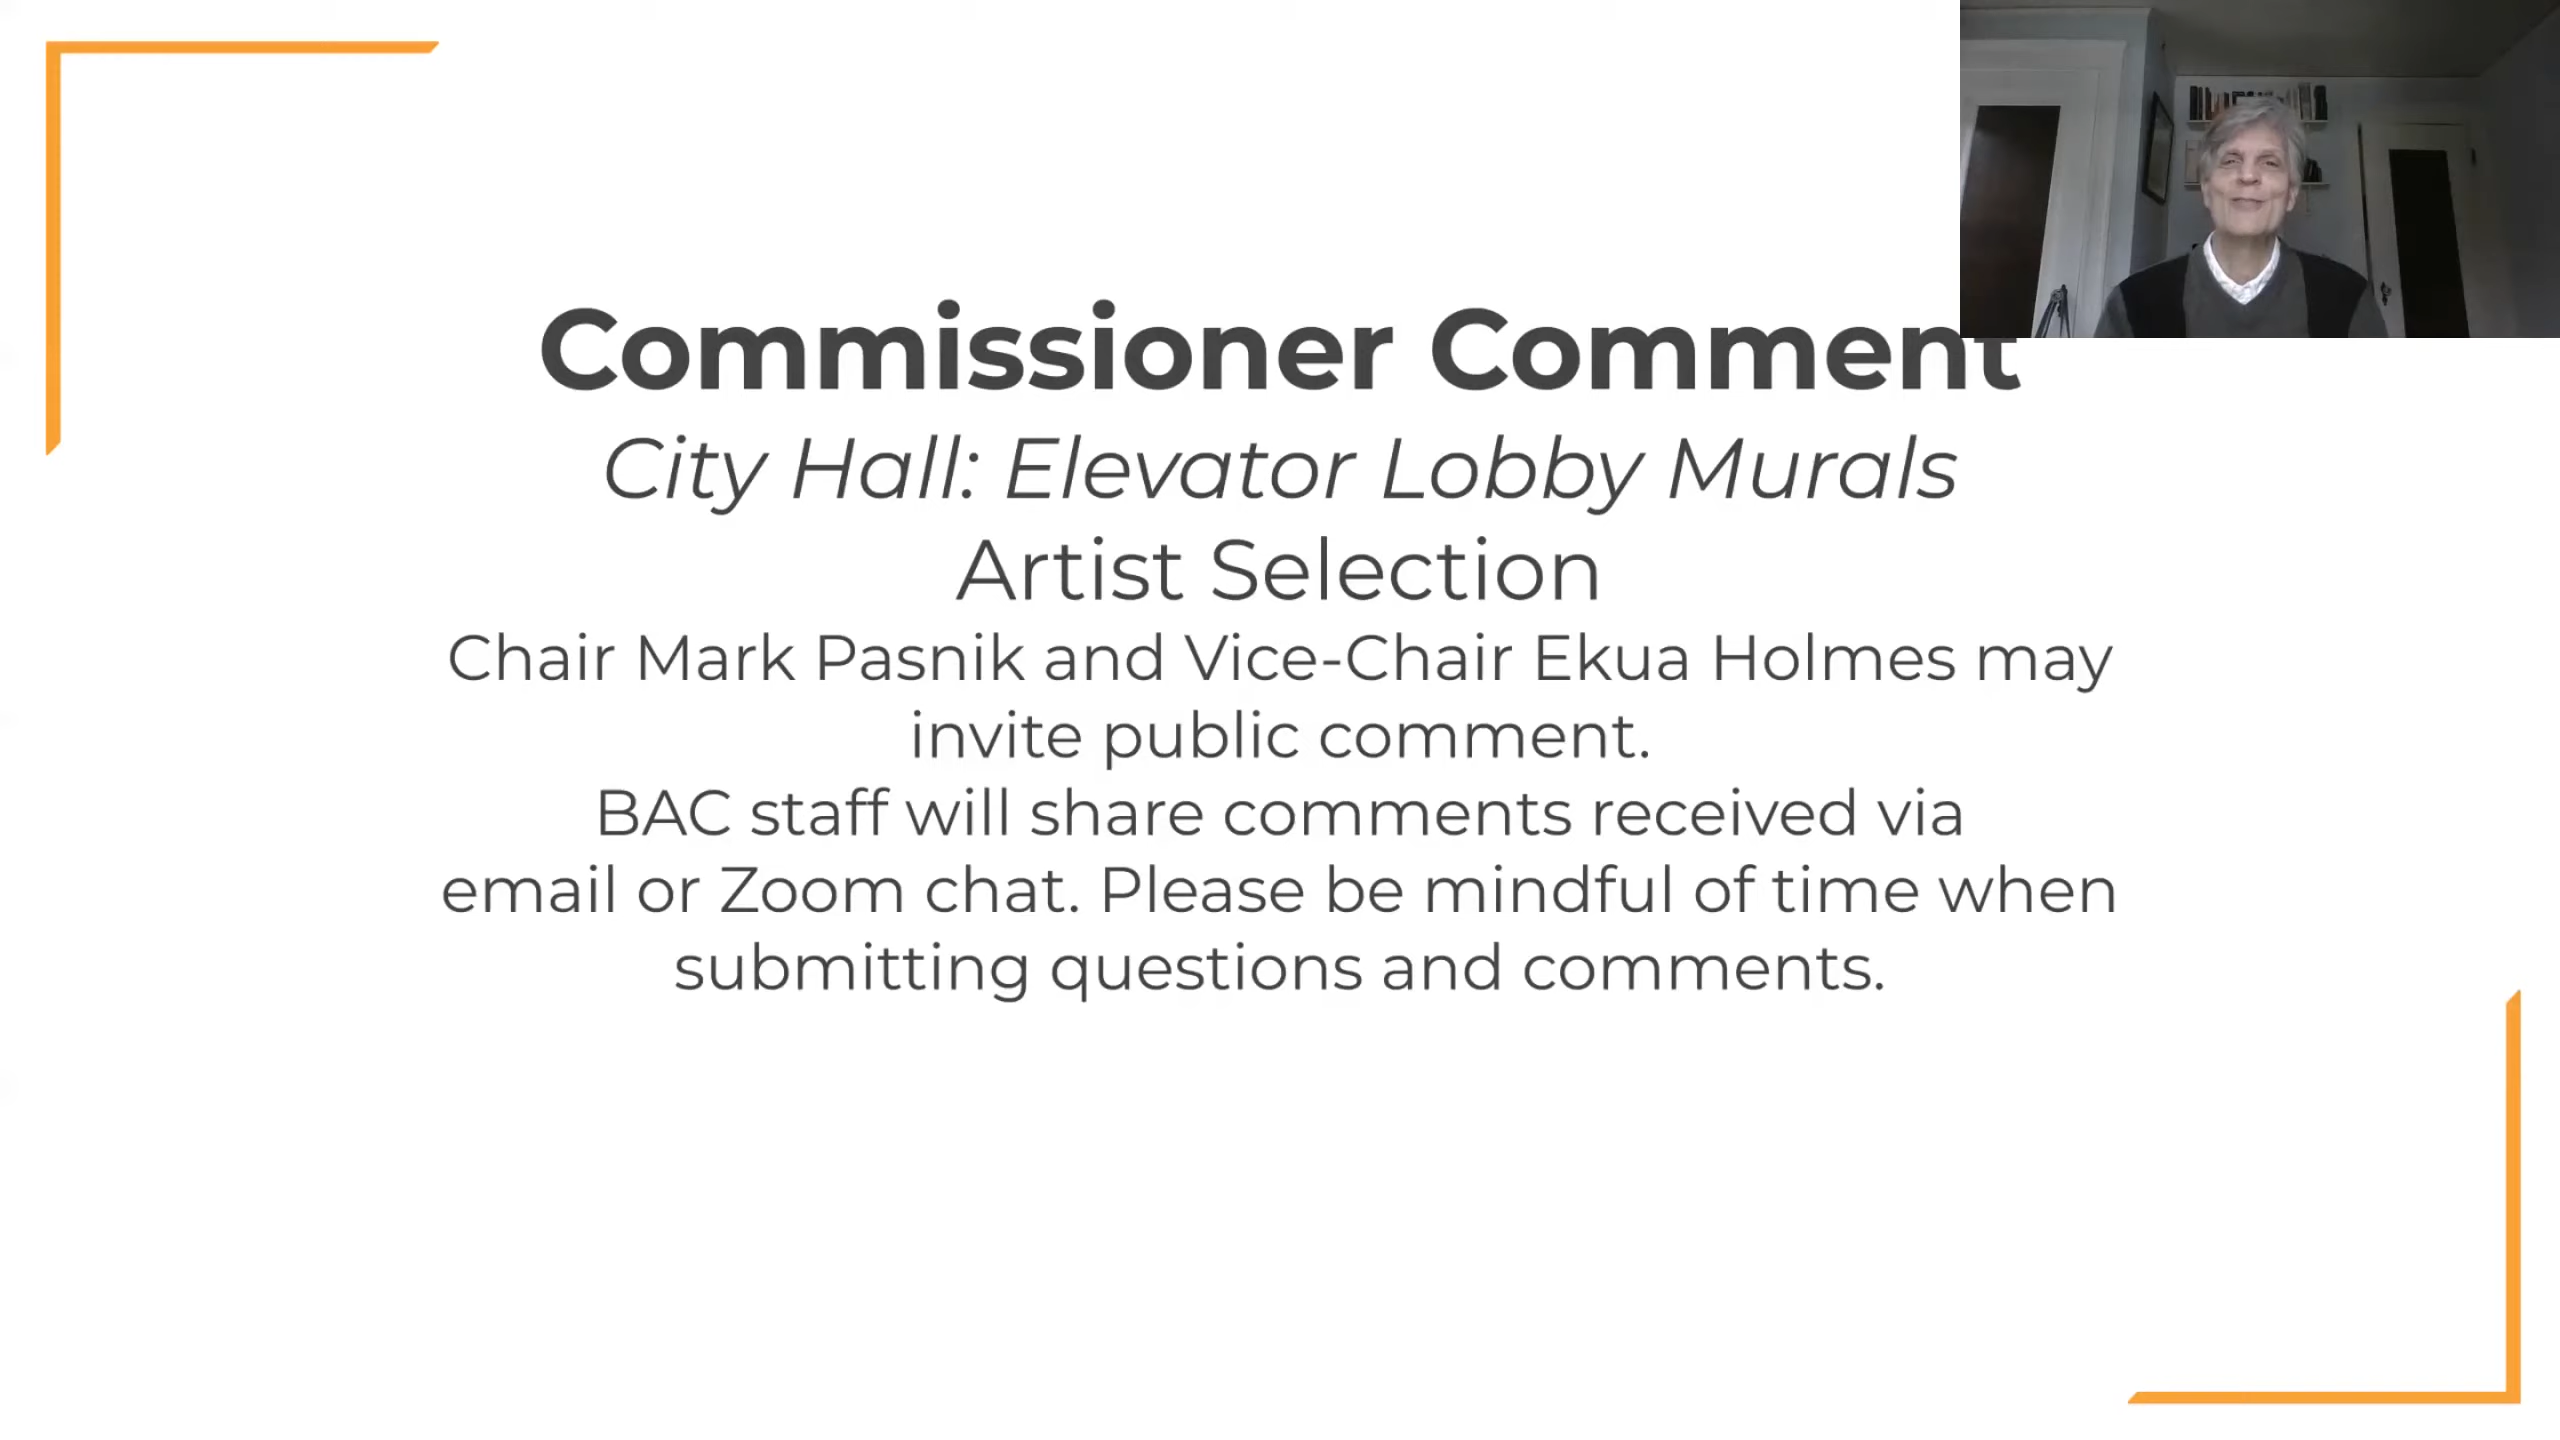 Commissioner Comment
City Hall: Elevator Lobby Murals
Artist Selection
Chair Mark Pasnik and Vice-Chair Ekua Holmes may
invite public comment.
BAC staff will share comments received via
email or Zoom chat. Please be mindful of time when
submitting questions and comments.